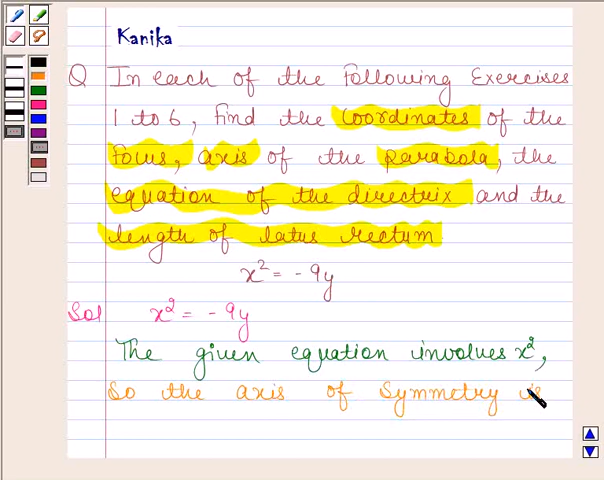 Kanika
Q In each of the Following Exercises
1 to 6, Find the coordinates of the
focus, axis of the parabola, the
equation of the directrix and the
length of latus rectum
x² = -9y
Sol x² = -9y
The given equation involves x²,
So the axis of Symmetry is